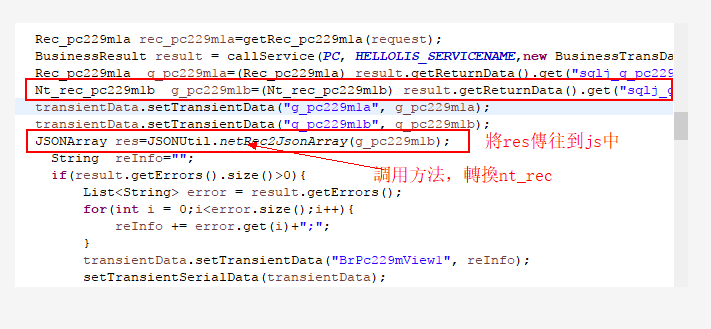 Rec_pc229mla rec_pc229mla=getRec_pc229mla(request);
BusinessResult result = callService(PC, HELLOLIS_SERVICENAME,new BusinessTransDa
Rec_pc229mla g_pc229mla=(Rec_pc229mla) result.getReturnData().get("sqlj_g_pc229
Nt_rec_pc229mlb g_pc229mlb=(Nt_rec_pc229mlb) result.getReturnData().get("sqlj_g
transientData.setTransientData("g_pc229mla", g_pc229mla);
transientData.setTransientData("g_pc229mlb", g_pc229mlb);
JSONArray res=JSONUtil.netRec2JsonArray(g_pc229mlb); 將res傳往到js中
String reInfo="";
if(result.getErrors().size()>0){ 調用方法，轉換nt_rec
List<String> error = result.getErrors();
for(int i = 0;i<error.size();i++){
reInfo += error.get(i)+";";
}
transientData.setTransientData("BrPc229mView1", reInfo);
setTransientSerialData(transientData);